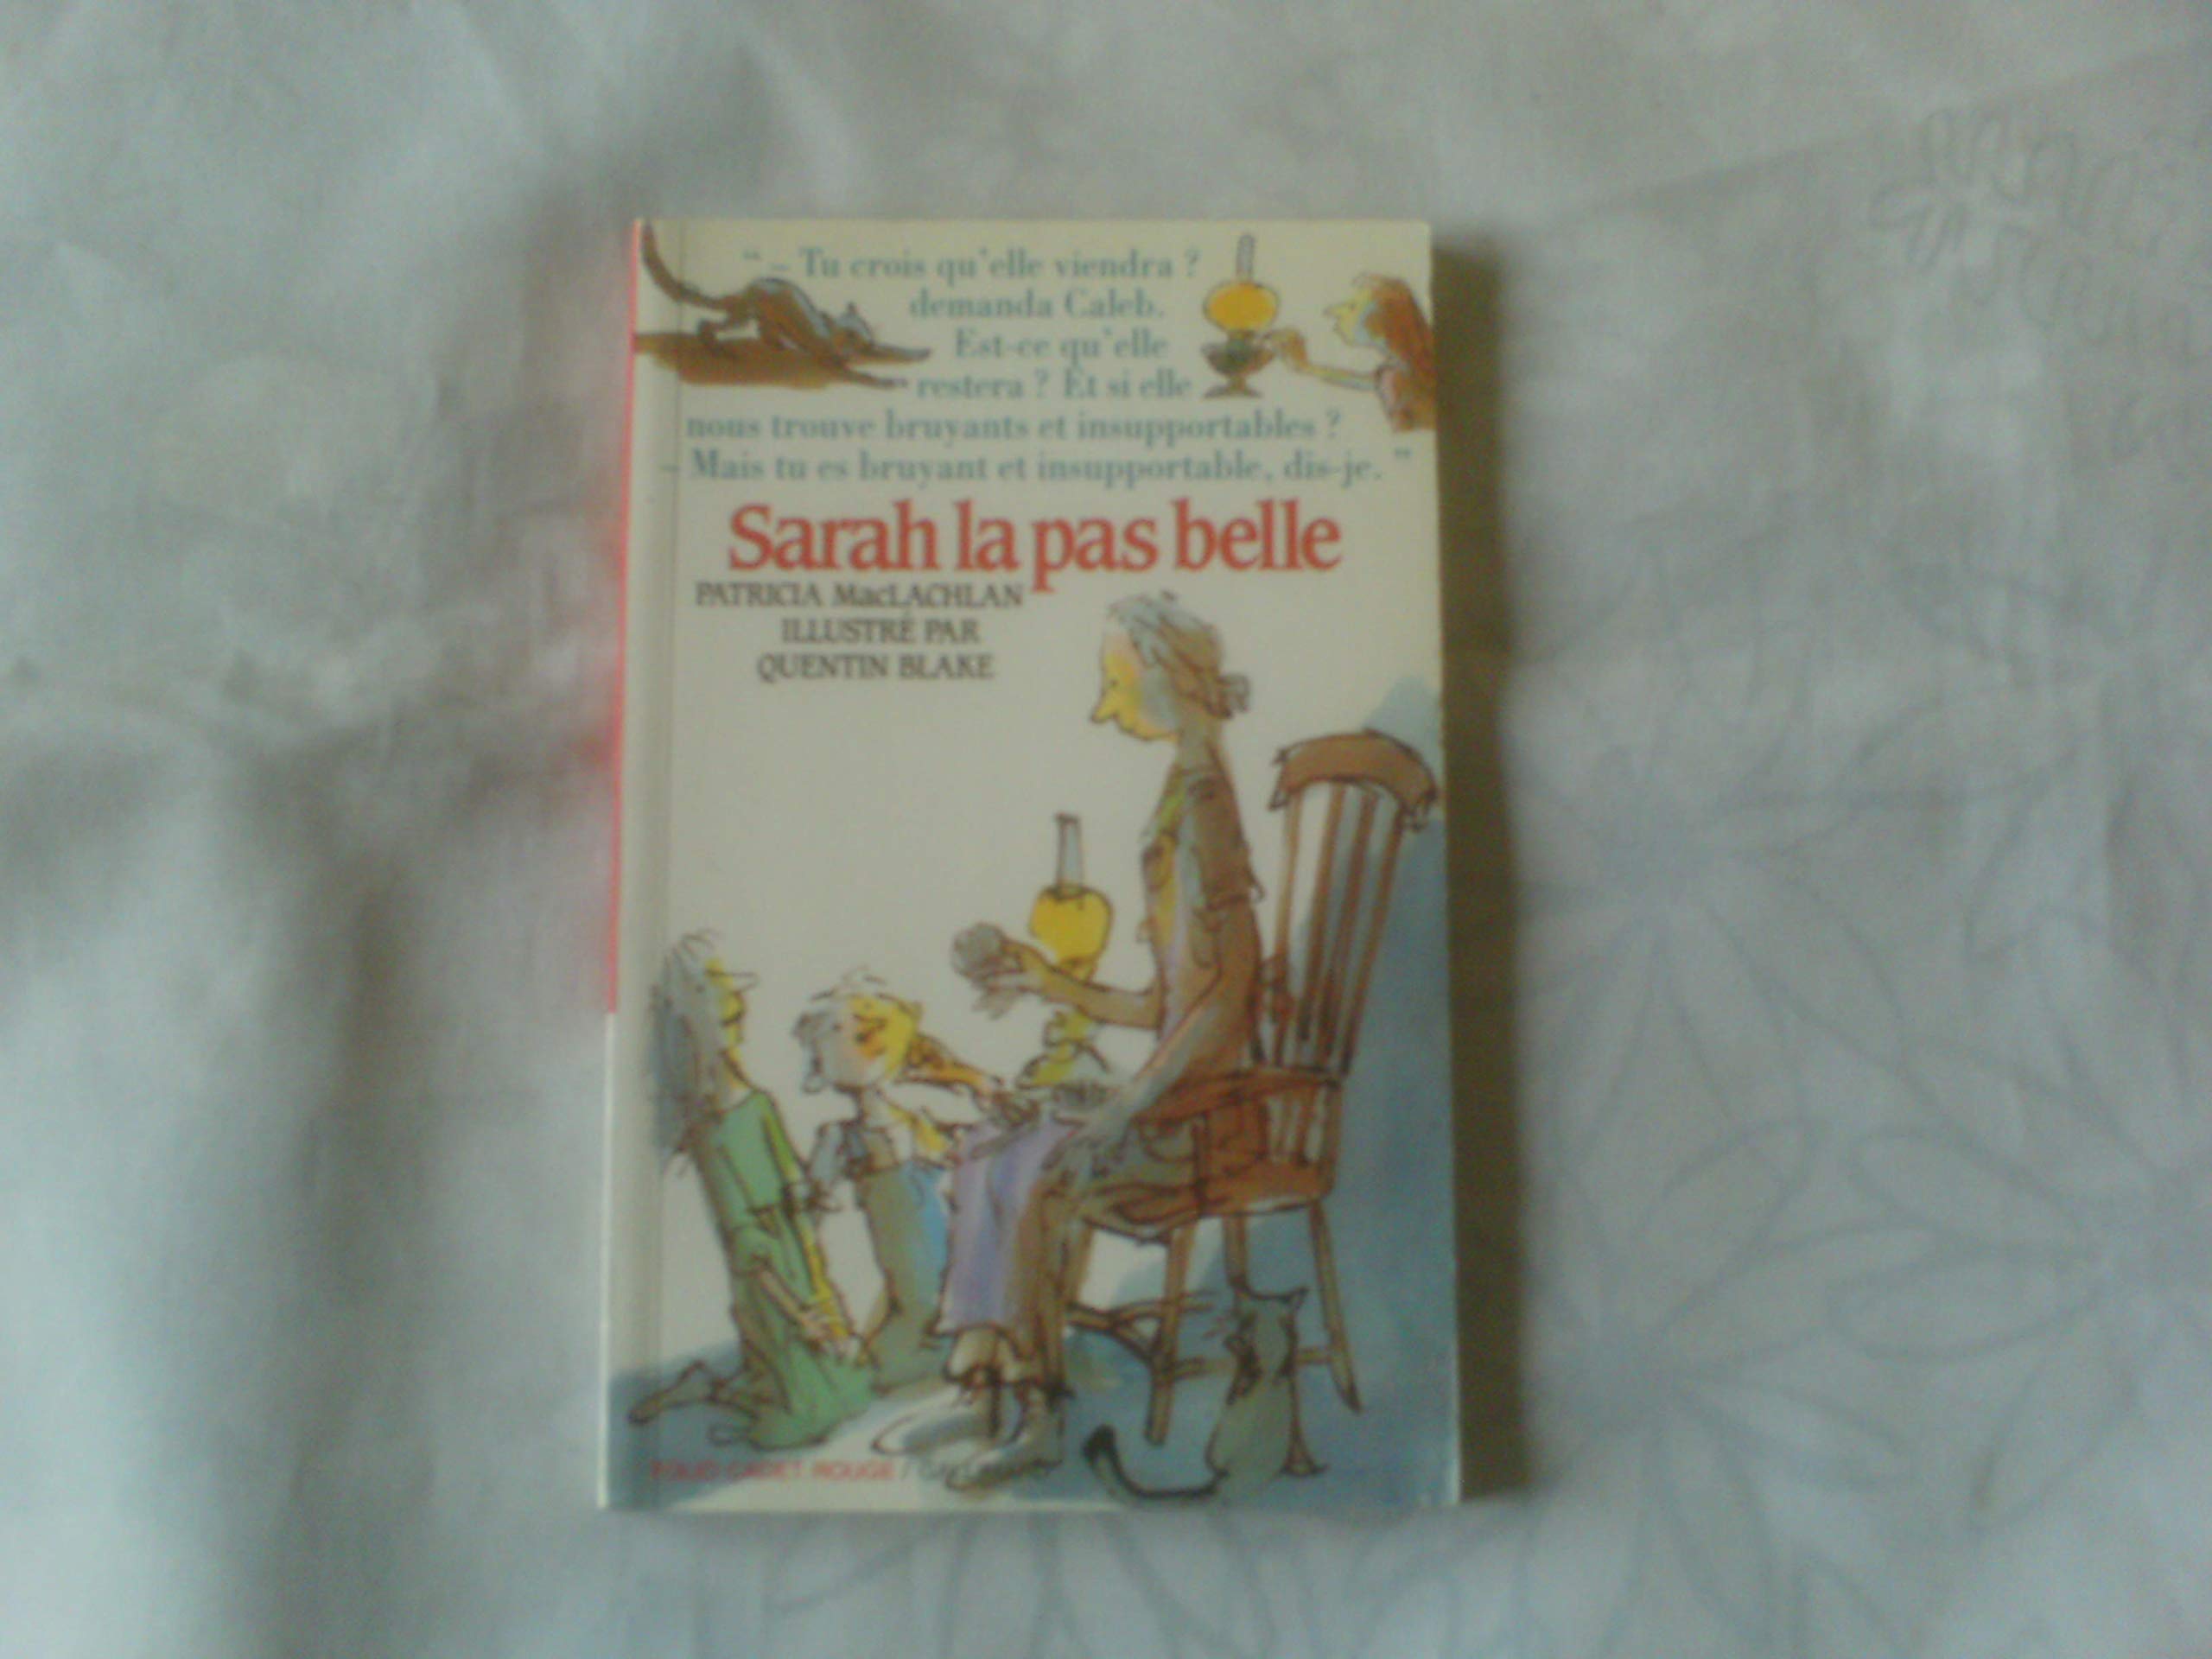 “ – Tu crois qu'elle viendra ?
demanda Caleb.
Est-ce qu'elle
restera ? Et si elle
nous trouve bruyants et insupportables ?
– Mais tu es bruyant et insupportable, dis-je. ”
Sarah la pas belle
PATRICIA MacLACHLAN
ILLUSTRÉ PAR
QUENTIN BLAKE
FOLIO CADET ROUGE /